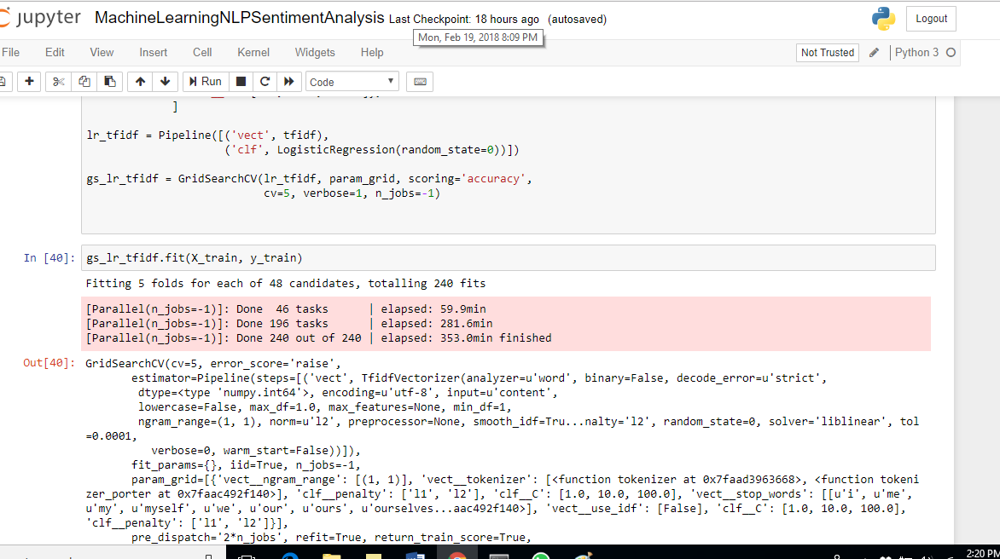 jupyter MachineLearningNLPSentimentAnalysis Last Checkpoint: 18 hours ago (autosaved)
Logout
Mon, Feb 19, 2018 8:09 PM
File Edit View Insert Cell Kernel Widgets Help
Not Trusted
Python 3
Run
Code
]
lr_tfidf = Pipeline([('vect', tfidf),
('clf', LogisticRegression(random_state=0))])
gs_lr_tfidf = GridSearchCV(lr_tfidf, param_grid, scoring='accuracy',
cv=5, verbose=1, n_jobs=-1)
In [40]: gs_lr_tfidf.fit(X_train, y_train)
Fitting 5 folds for each of 48 candidates, totalling 240 fits
[Parallel(n_jobs=-1)]: Done  46 tasks      | elapsed: 59.9min
[Parallel(n_jobs=-1)]: Done 196 tasks      | elapsed: 281.6min
[Parallel(n_jobs=-1)]: Done 240 out of 240 | elapsed: 353.0min finished
Out[40]: GridSearchCV(cv=5, error_score='raise',
estimator=Pipeline(steps=[('vect', TfidfVectorizer(analyzer=u'word', binary=False, decode_error=u'strict',
dtype=<type 'numpy.int64'>, encoding=u'utf-8', input=u'content',
lowercase=False, max_df=1.0, max_features=None, min_df=1,
ngram_range=(1, 1), norm=u'l2', preprocessor=None, smooth_idf=Tru...nalty='l2', random_state=0, solver='liblinear', tol
=0.0001,
verbose=0, warm_start=False))]),
fit_params={}, iid=True, n_jobs=-1,
param_grid=[{'vect__ngram_range': [(1, 1)], 'vect__tokenizer': [<function tokenizer at 0x7faad3963668>, <function tokeni
zer_porter at 0x7faac492f140>], 'clf__penalty': ['l1', 'l2'], 'clf__C': [1.0, 10.0, 100.0], 'vect__stop_words': [[u'i', u'me',
u'my', u'myself', u'we', u'our', u'ours', u'ourselves...aac492f140>], 'vect__use_idf': [False], 'clf__C': [1.0, 10.0, 100.0],
'clf__penalty': ['l1', 'l2']}],
pre_dispatch='2*n_jobs', refit=True, return_train_score=True,
2:20 PM